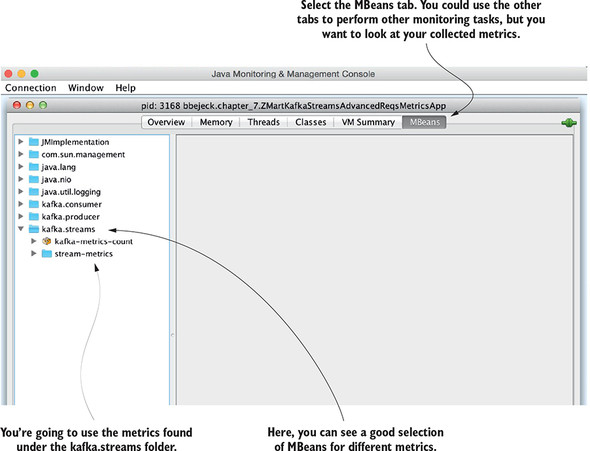 Select the MBeans tab. You could use the other
tabs to perform other monitoring tasks, but you
want to look at your collected metrics.
Java Monitoring & Management Console
Connection Window Help
pid: 3168 bbejeck.chapter_7.ZMartKafkaStreamsAdvancedReqsMetricsApp
Overview Memory Threads Classes VM Summary MBeans
JMImplementation
com.sun.management
java.lang
java.nio
java.util.logging
kafka.consumer
kafka.producer
kafka.streams
kafka-metrics-count
stream-metrics
You're going to use the metrics found
under the kafka.streams folder.
Here, you can see a good selection
of MBeans for different metrics.